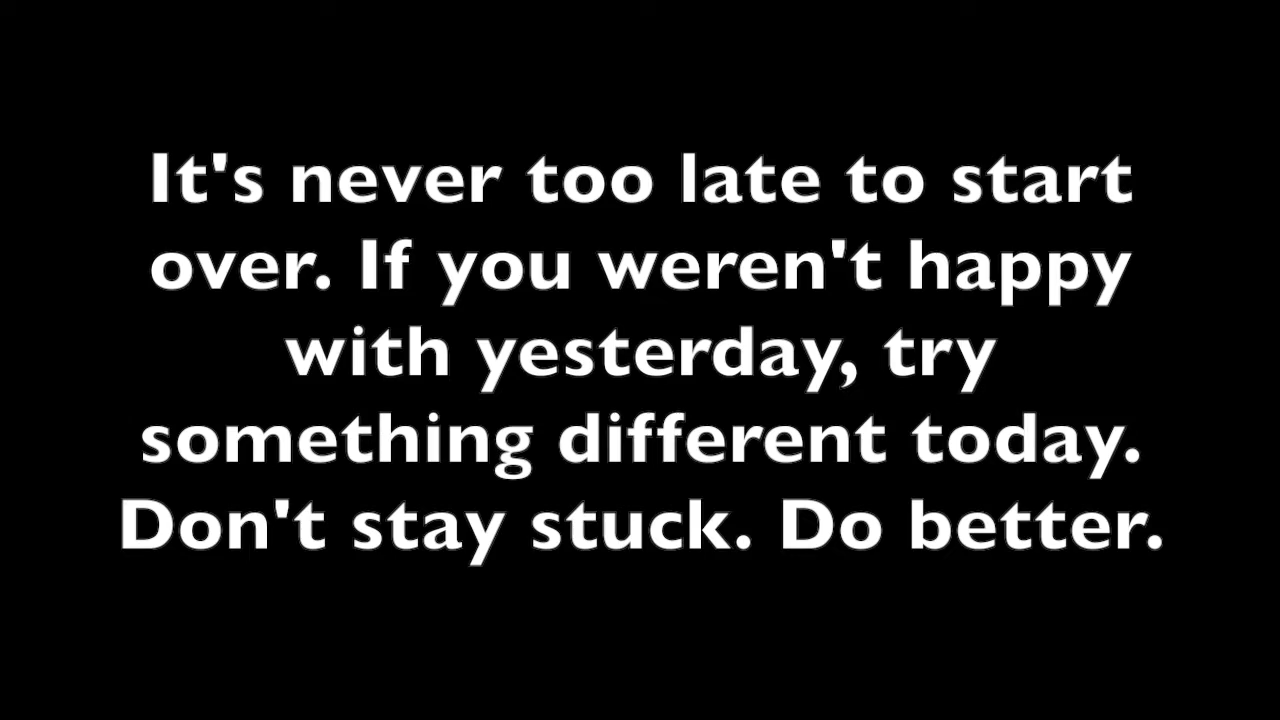 It's never too late to start
over. If you weren't happy
with yesterday, try
something different today.
Don't stay stuck. Do better.